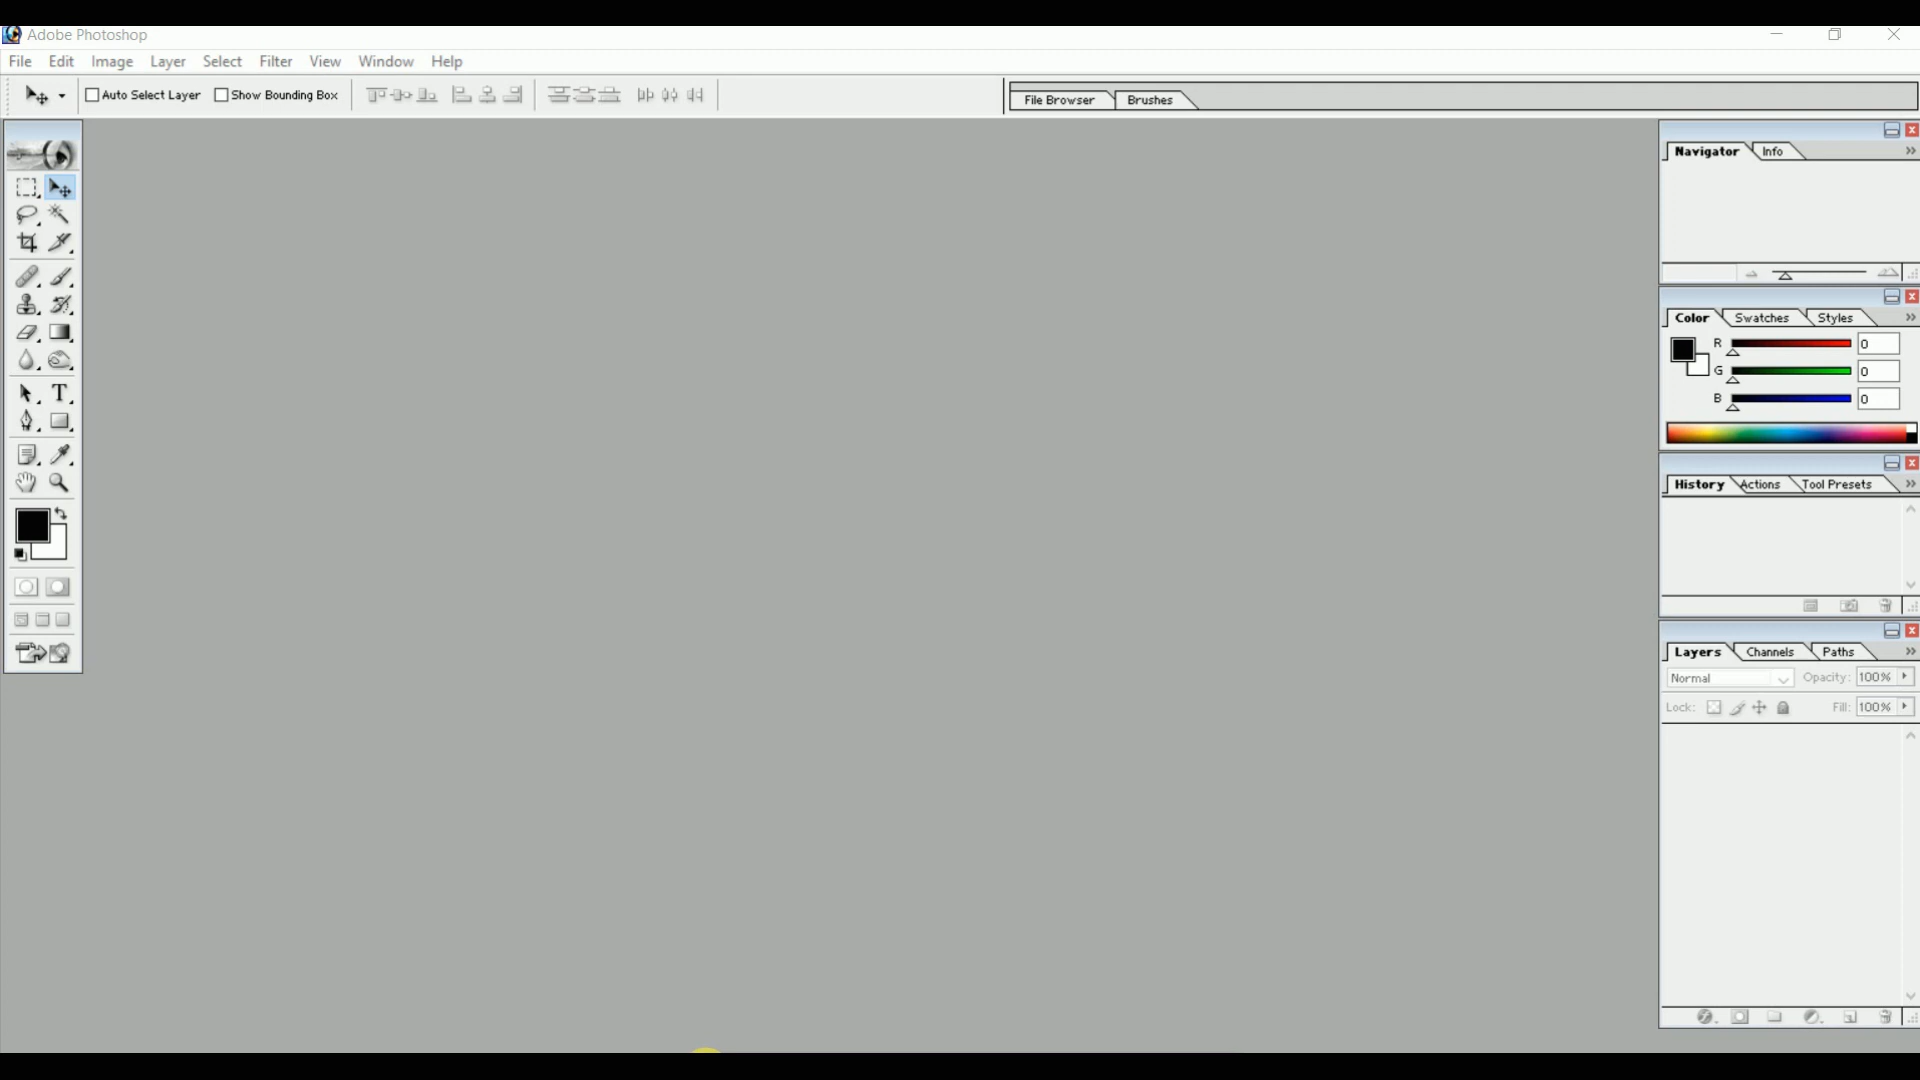 Adobe Photoshop
File Edit Image Layer Select Filter View Window Help
Auto Select Layer Show Bounding Box
File Browser Brushes
Navigator Info
Color Swatches Styles
R 0
G 0
B 0
History Actions Tool Presets
Layers Channels Paths
Normal Opacity: 100%
Lock: Fill: 100%
T